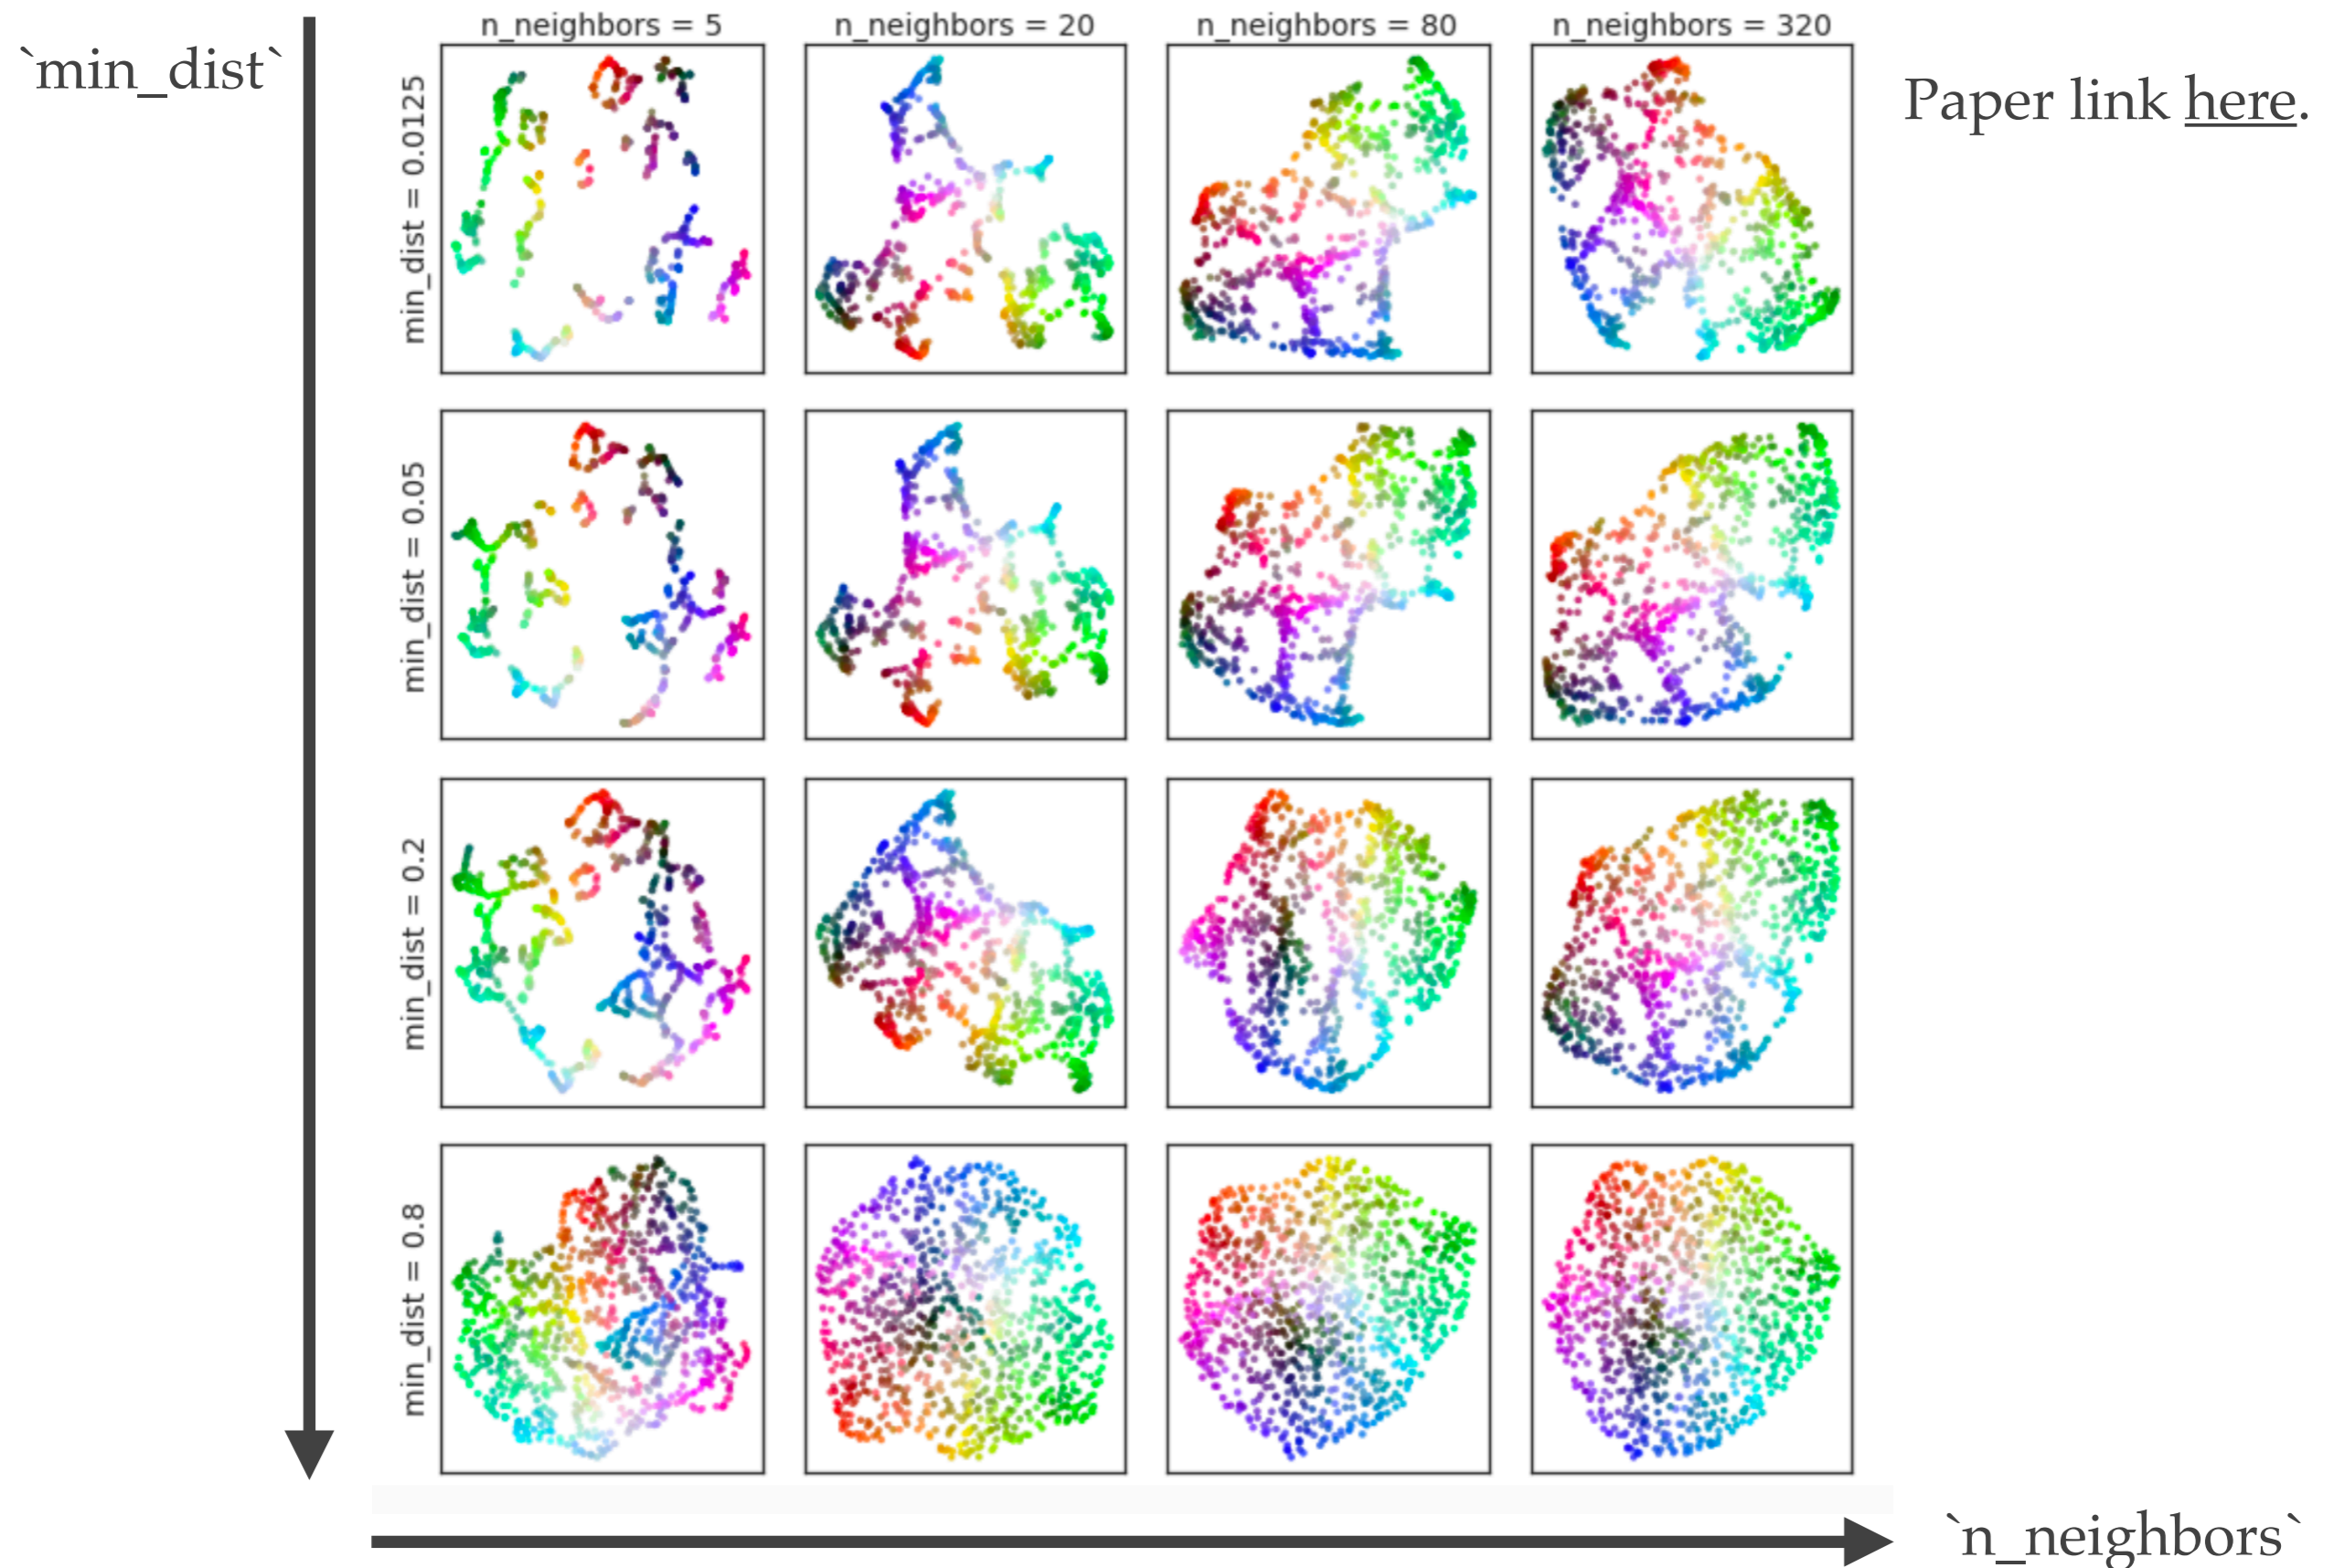 `min_dist`
Paper link here.
n_neighbors = 5
n_neighbors = 20
n_neighbors = 80
n_neighbors = 320
min_dist = 0.0125
min_dist = 0.05
min_dist = 0.2
min_dist = 0.8
`n_neighbors`